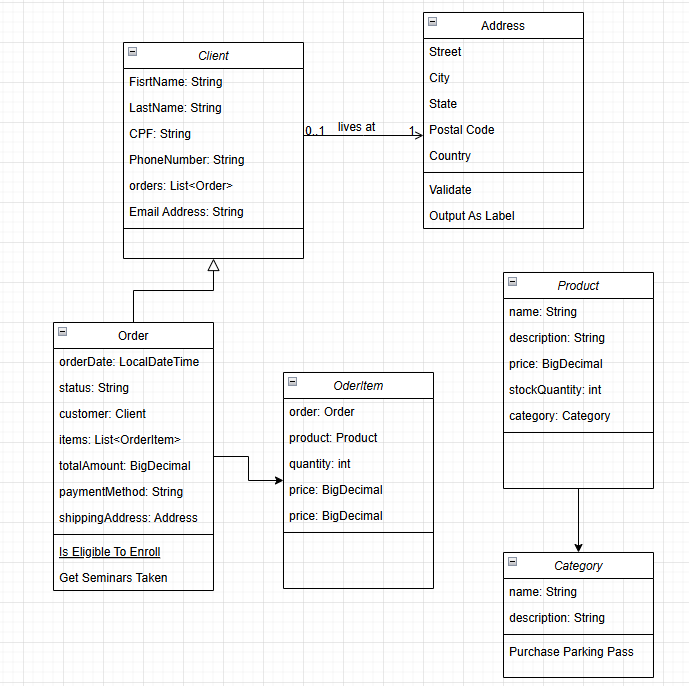 Client
FisrtName: String
LastName: String
CPF: String
PhoneNumber: String
orders: List<Order>
Email Address: String
0..1
lives at
1
Address
Street
City
State
Postal Code
Country
Validate
Output As Label
Order
orderDate: LocalDateTime
status: String
customer: Client
items: List<OrderItem>
totalAmount: BigDecimal
paymentMethod: String
shippingAddress: Address
Is Eligible To Enroll
Get Seminars Taken
OderItem
order: Order
product: Product
quantity: int
price: BigDecimal
price: BigDecimal
Product
name: String
description: String
price: BigDecimal
stockQuantity: int
category: Category
Category
name: String
description: String
Purchase Parking Pass